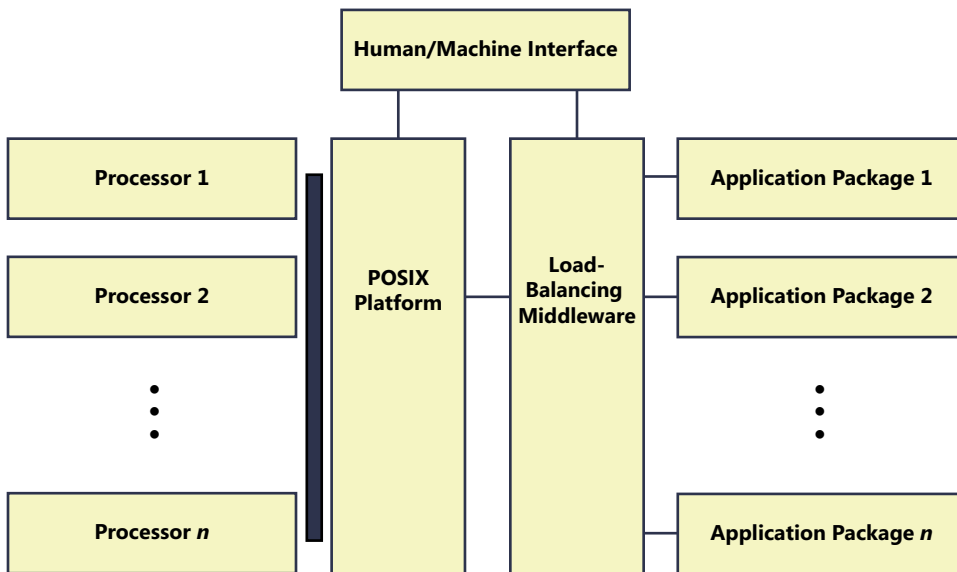 Human/Machine Interface
Processor 1
Processor 2
Processor n
POSIX
Platform
Load-
Balancing
Middleware
Application Package 1
Application Package 2
Application Package n